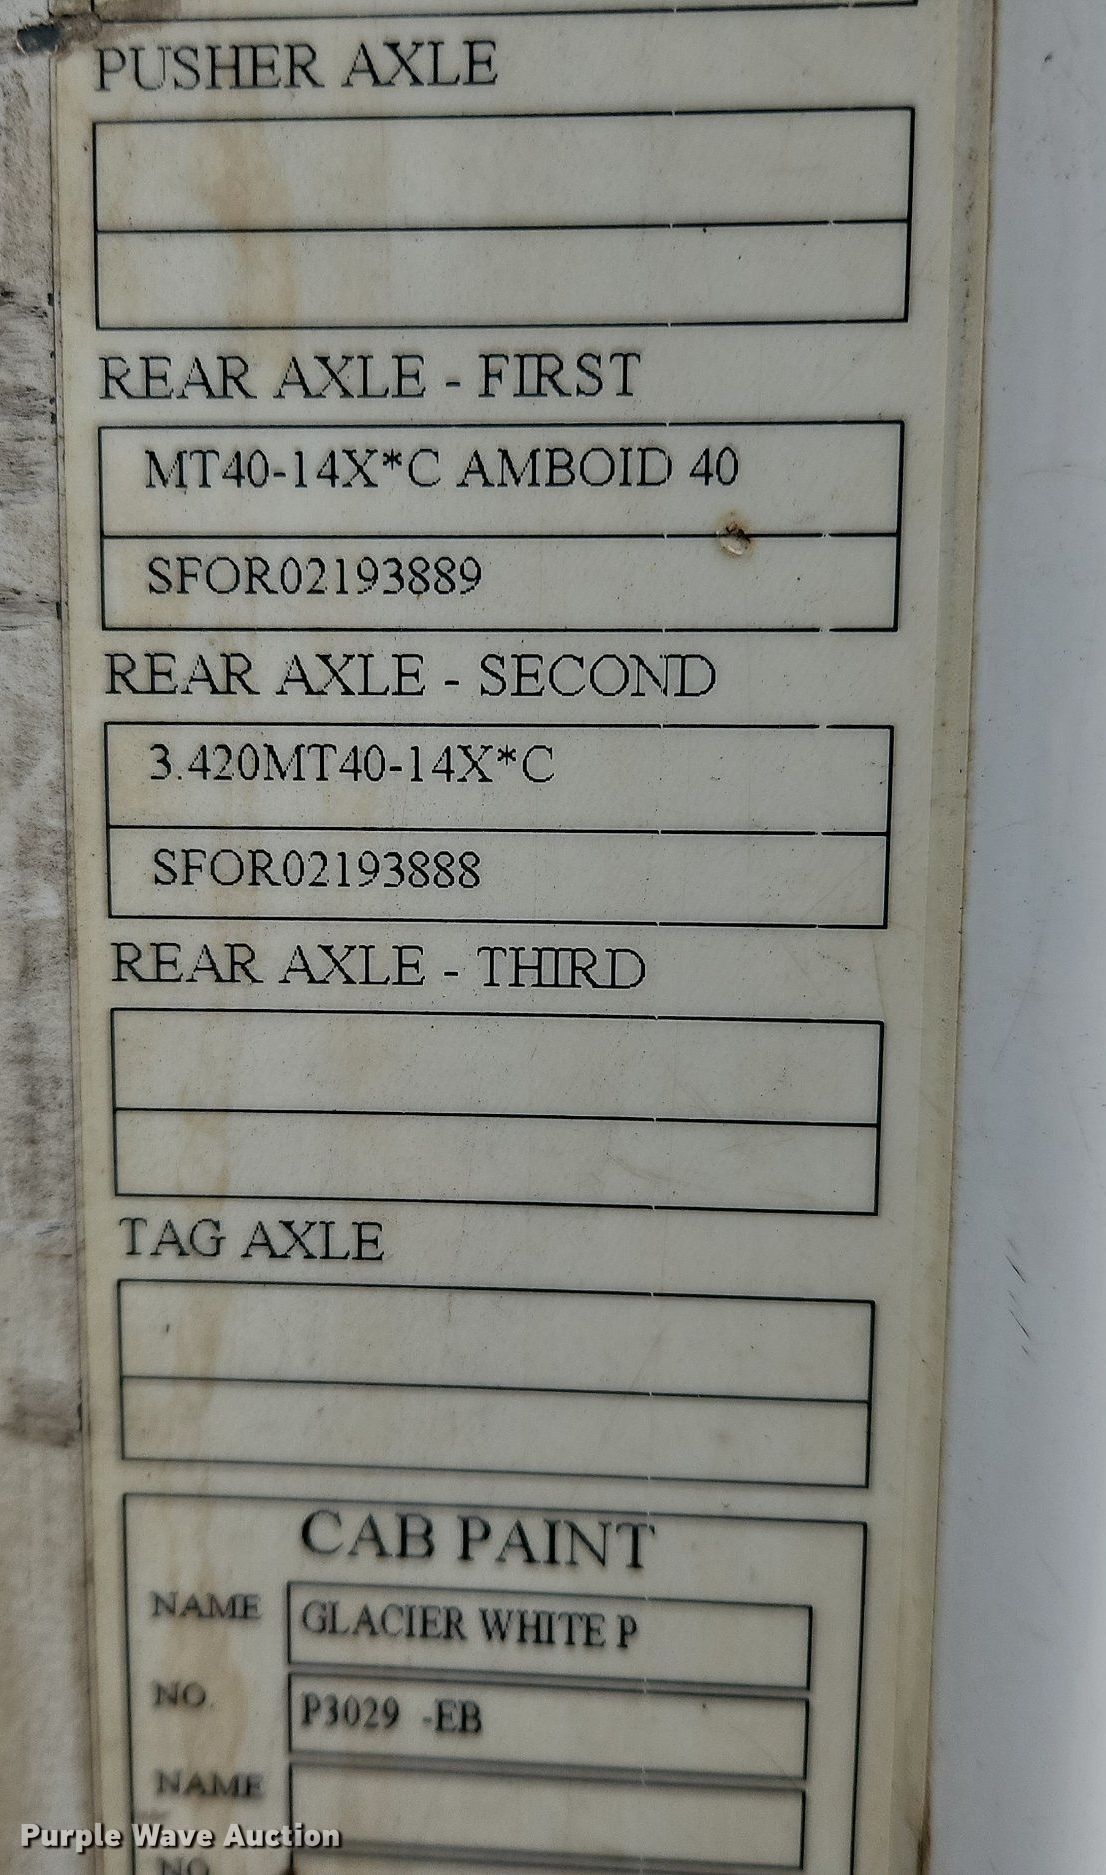 PUSHER AXLE
REAR AXLE - FIRST
MT40-14X*C AMBOID 40
SFOR02193889
REAR AXLE - SECOND
3.420MT40-14X*C
SFOR02193888
REAR AXLE - THIRD
TAG AXLE
CAB PAINT
NAME GLACIER WHITE P
NO. P3029 -EB
NAME
NO.
Purple Wave Auction